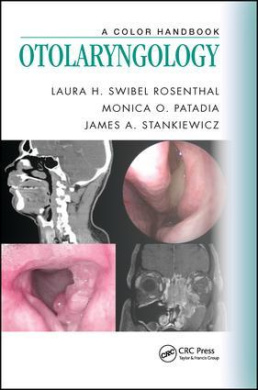 A COLOR HANDBOOK
OTOLARYNGOLOGY
LAURA H. SWIBEL ROSENTHAL
MONICA O. PATADIA
JAMES A. STANKIEWICZ
CRC Press
Taylor & Francis Group